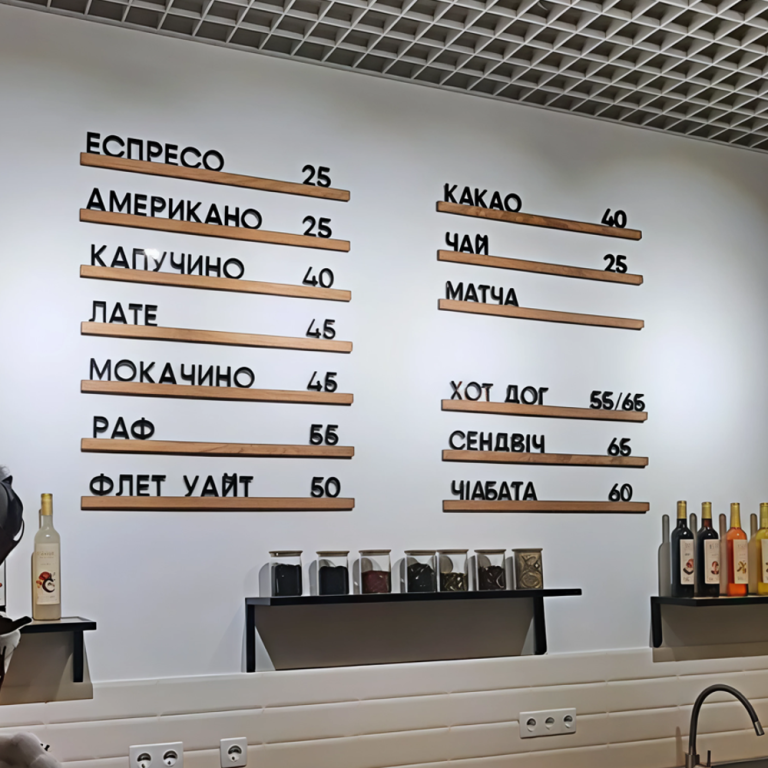 ЕСПРЕСО 25
АМЕРИКАНО 25
КАПУЧИНО 40
ЛАТЕ 45
МОКАЧИНО 45
РАФ 55
ФЛЕТ УАЙТ 50
КАКАО 40
ЧАЙ 25
МАТЧА
ХОТ ДОГ 55/65
СЕНДВІЧ 65
ЧІАБАТА 60